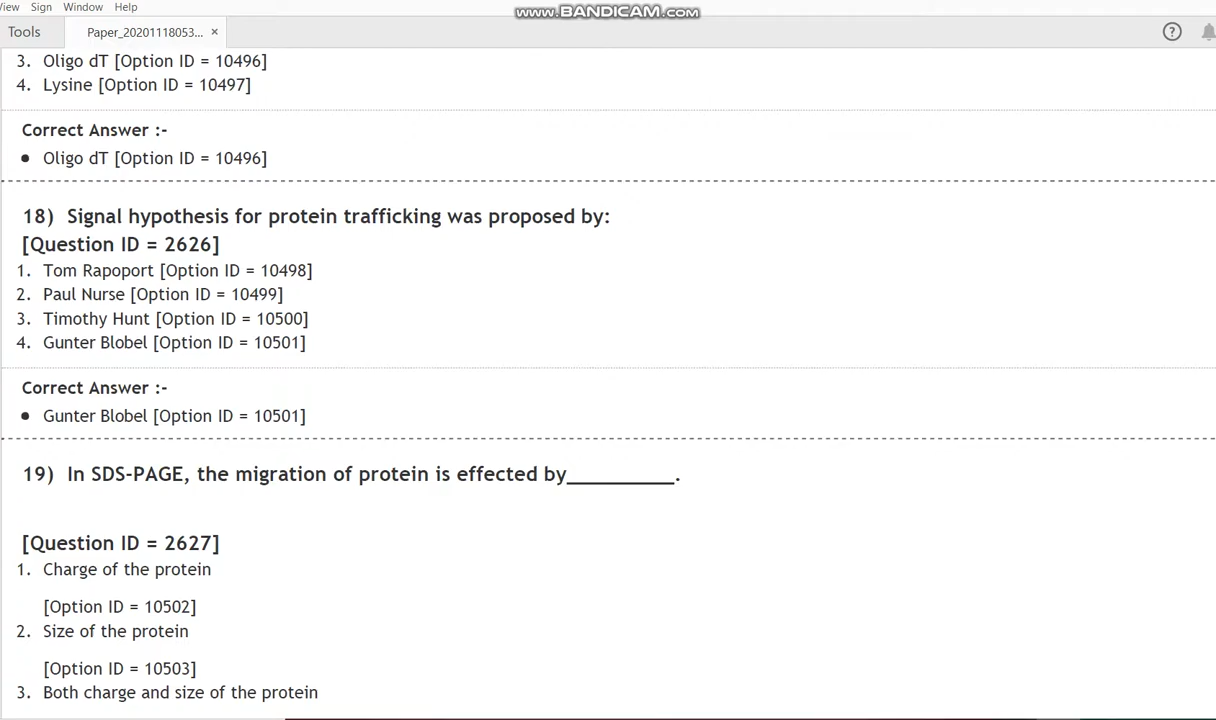 View Sign Window Help
www.BANDICAM.com
Tools
Paper_20201118053... ×
?
3. Oligo dT [Option ID = 10496]
4. Lysine [Option ID = 10497]
Correct Answer :-
● Oligo dT [Option ID = 10496]
18) Signal hypothesis for protein trafficking was proposed by:
[Question ID = 2626]
1. Tom Rapoport [Option ID = 10498]
2. Paul Nurse [Option ID = 10499]
3. Timothy Hunt [Option ID = 10500]
4. Gunter Blobel [Option ID = 10501]
Correct Answer :-
● Gunter Blobel [Option ID = 10501]
19) In SDS-PAGE, the migration of protein is effected by__________.
[Question ID = 2627]
1. Charge of the protein
[Option ID = 10502]
2. Size of the protein
[Option ID = 10503]
3. Both charge and size of the protein